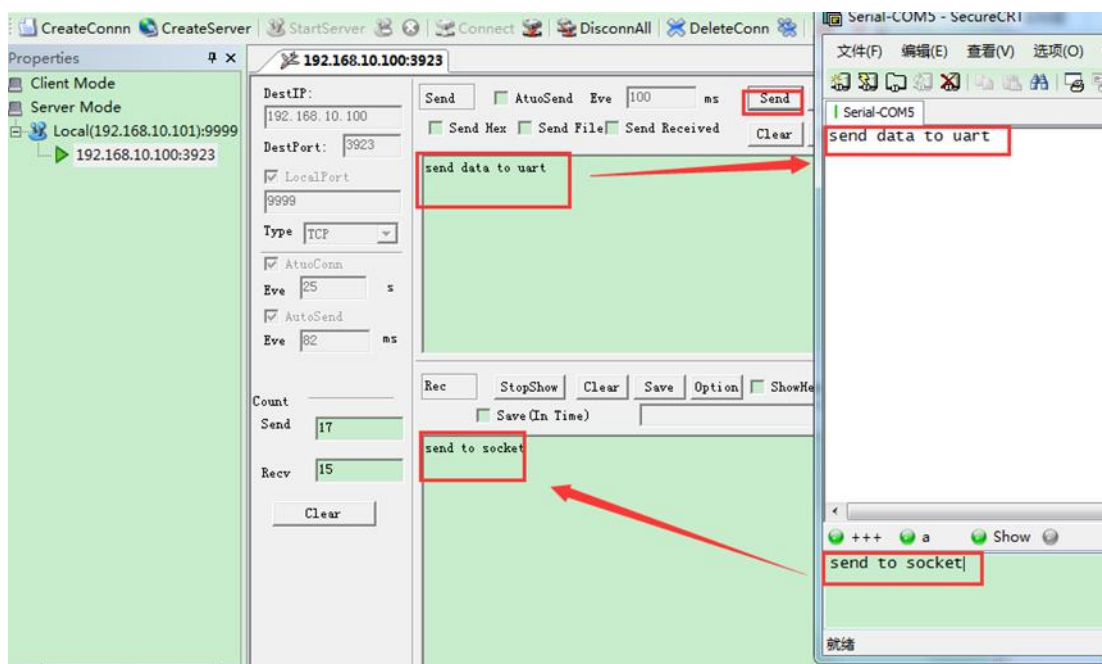 CreateConnn CreateServer StartServer Connect DisconnAll DeleteConn
Properties
Client Mode
Server Mode
Local(192.168.10.101):9999
192.168.10.100:3923
192.168.10.100:3923
DestIP:
192.168.10.100
DestPort: 3923
LocalPort
9999
Type TCP
AtuoConn
Eve 25 s
AutoSend
Eve 82 ms
Count
Send 17
Recv 15
Clear
Send AtuoSend Eve 100 ms Send
Send Hex Send File Send Received Clear
send data to uart
Rec StopShow Clear Save Option ShowHe
Save(In Time)
send to socket
Serial-COM5 - SecureCRT
文件(F) 编辑(E) 查看(V) 选项(O)
Serial-COM5
send data to uart
+++ a Show
send to socket
就绪